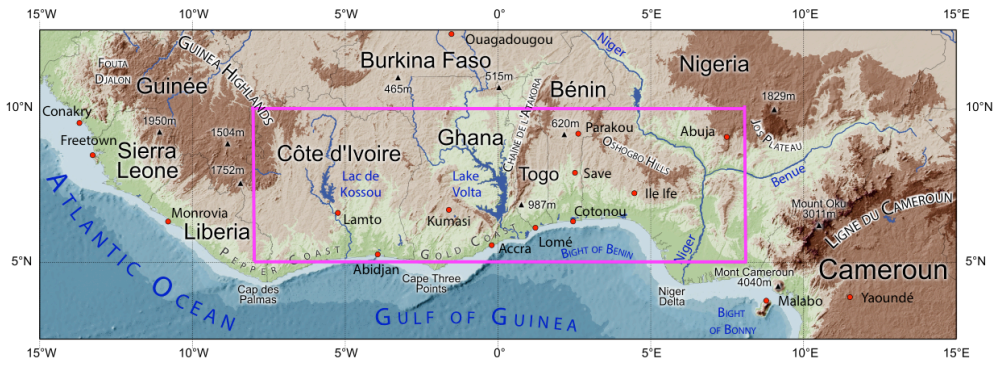 15°W
10°W
5°W
0°
5°E
10°E
15°E
Ouagadougou
Niger
GUINEA HIGHLANDS
Burkina Faso
FOUTA
DJALON
515m
Nigeria
Guinée
465m
CHAÎNE DE L'ATAKORA
Bénin
1829m
10°N
10°N
Conakry
1950m
1504m
620m
Parakou
Abuja
JOS PLATEAU
Freetown
Ghana
Sierra
Leone
Côte d'Ivoire
OSHOGBO HILLS
1752m
Lac de
Kossou
Lake
Volta
Togo
Save
Benue
Ile Ife
987m
Mount Oku
3011m
LIGNE DU CAMEROUN
Monrovia
Lamto
Kumasi
Cotonou
Liberia
PEPPER COAST
GOLD COAST
Accra
Lomé
BIGHT OF BENIN
Niger
5°N
5°N
Abidjan
Cameroun
Cap des
Palmas
Cape Three
Points
Mont Cameroun
4040m
Niger
Delta
Malabo
Yaoundé
ATLANTIC OCEAN
GULF OF GUINEA
BIGHT
OF BONNY
15°W
10°W
5°W
0°
5°E
10°E
15°E